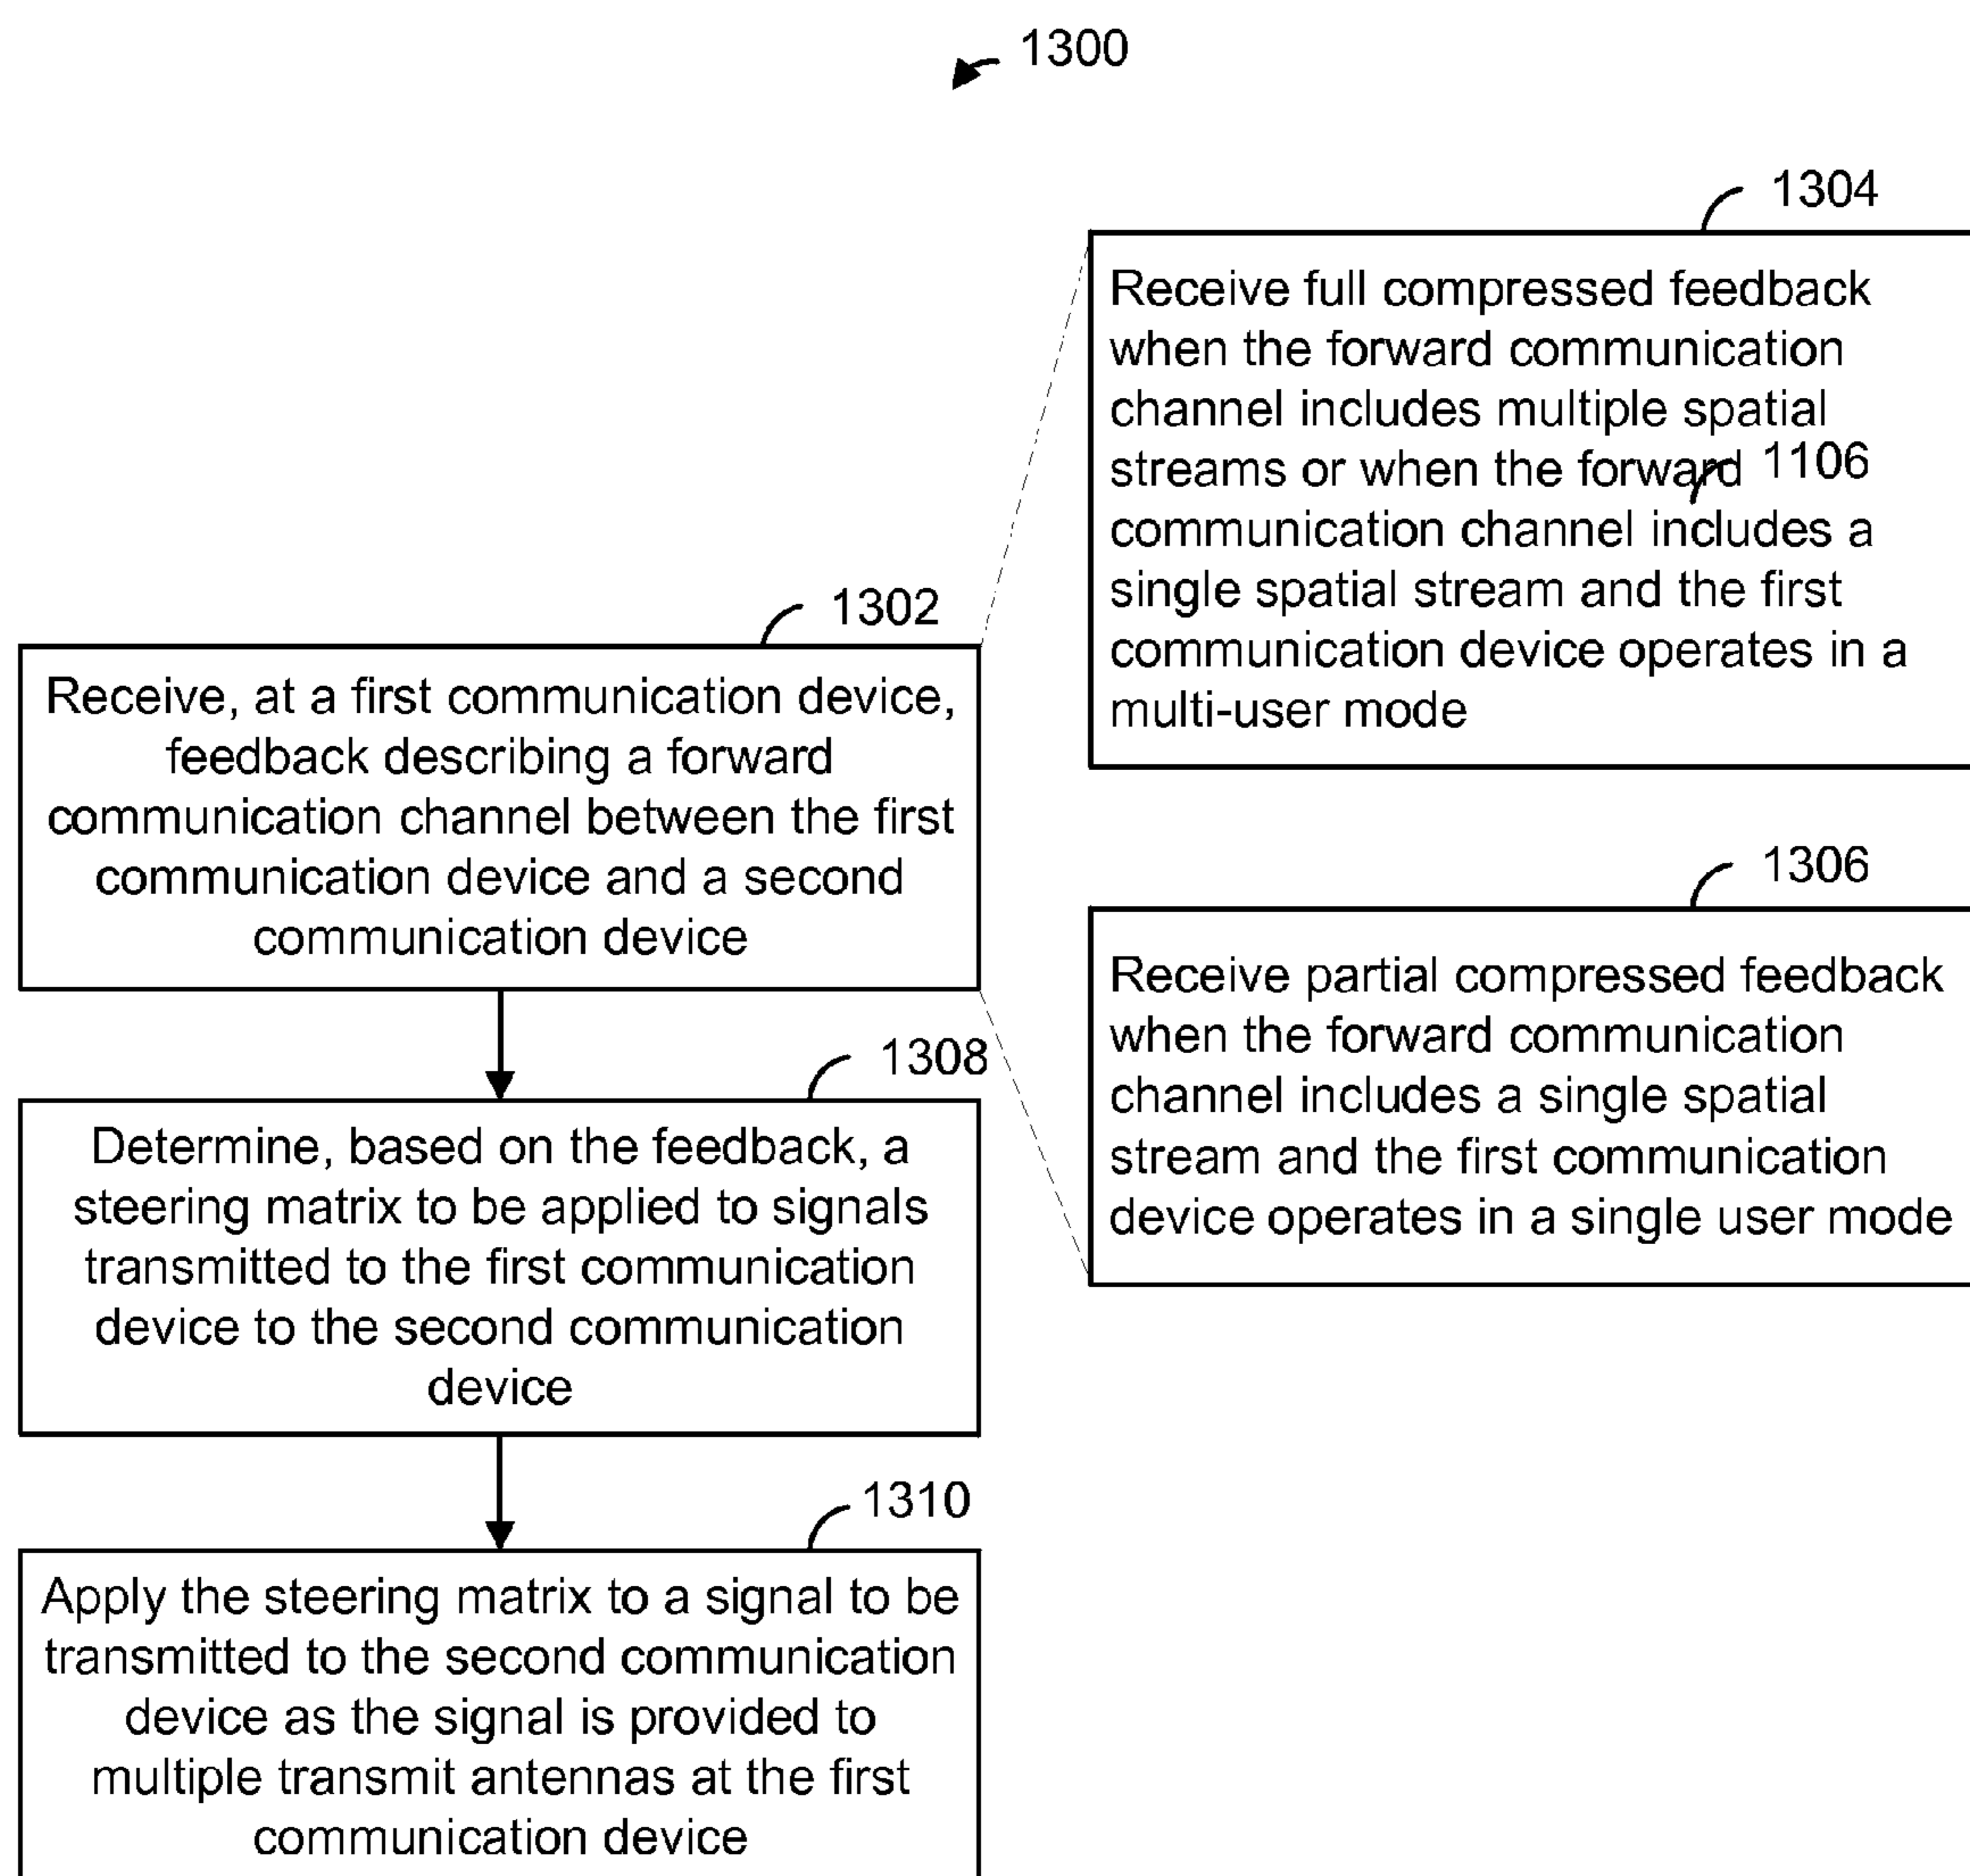 1300
1304
Receive full compressed feedback
when the forward communication
channel includes multiple spatial
streams or when the forward 1106
communication channel includes a
single spatial stream and the first
communication device operates in a
multi-user mode
1302
Receive, at a first communication device,
feedback describing a forward
communication channel between the first
communication device and a second
communication device
1306
Receive partial compressed feedback
when the forward communication
channel includes a single spatial
stream and the first communication
device operates in a single user mode
1308
Determine, based on the feedback, a
steering matrix to be applied to signals
transmitted to the first communication
device to the second communication
device
1310
Apply the steering matrix to a signal to be
transmitted to the second communication
device as the signal is provided to
multiple transmit antennas at the first
communication device